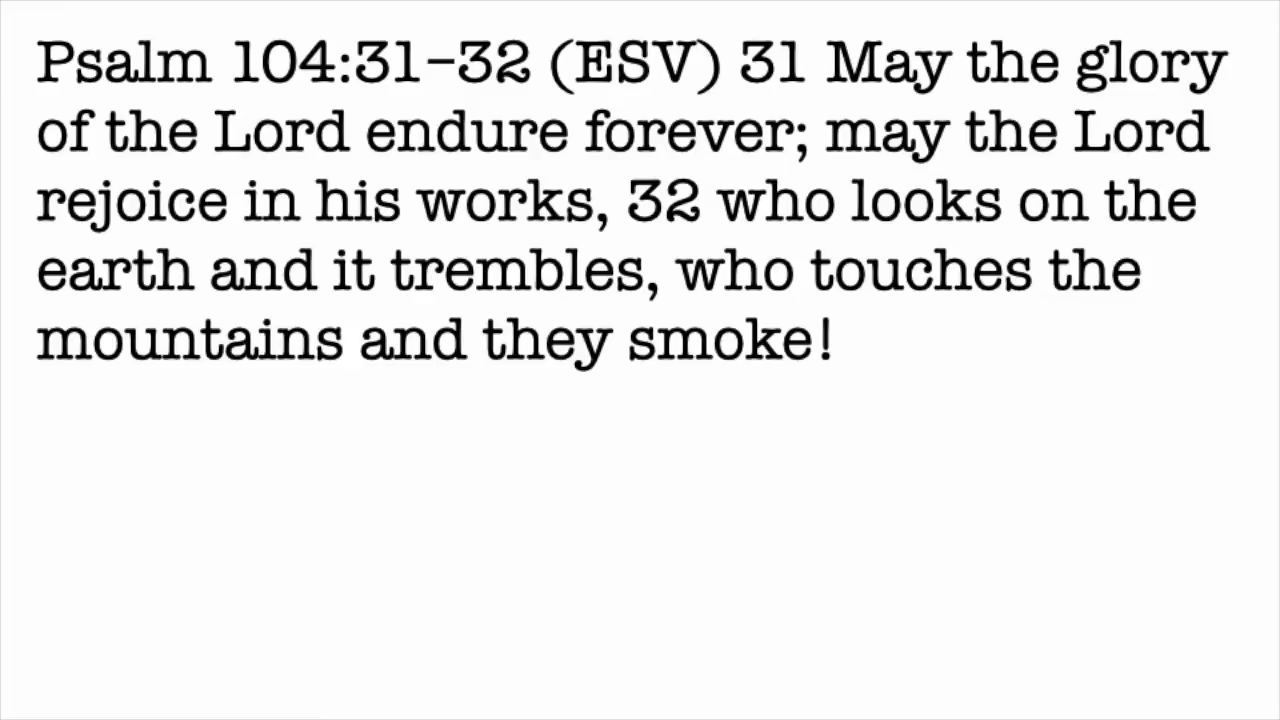 Psalm 104:31–32 (ESV) 31 May the glory
of the Lord endure forever; may the Lord
rejoice in his works, 32 who looks on the
earth and it trembles, who touches the
mountains and they smoke!